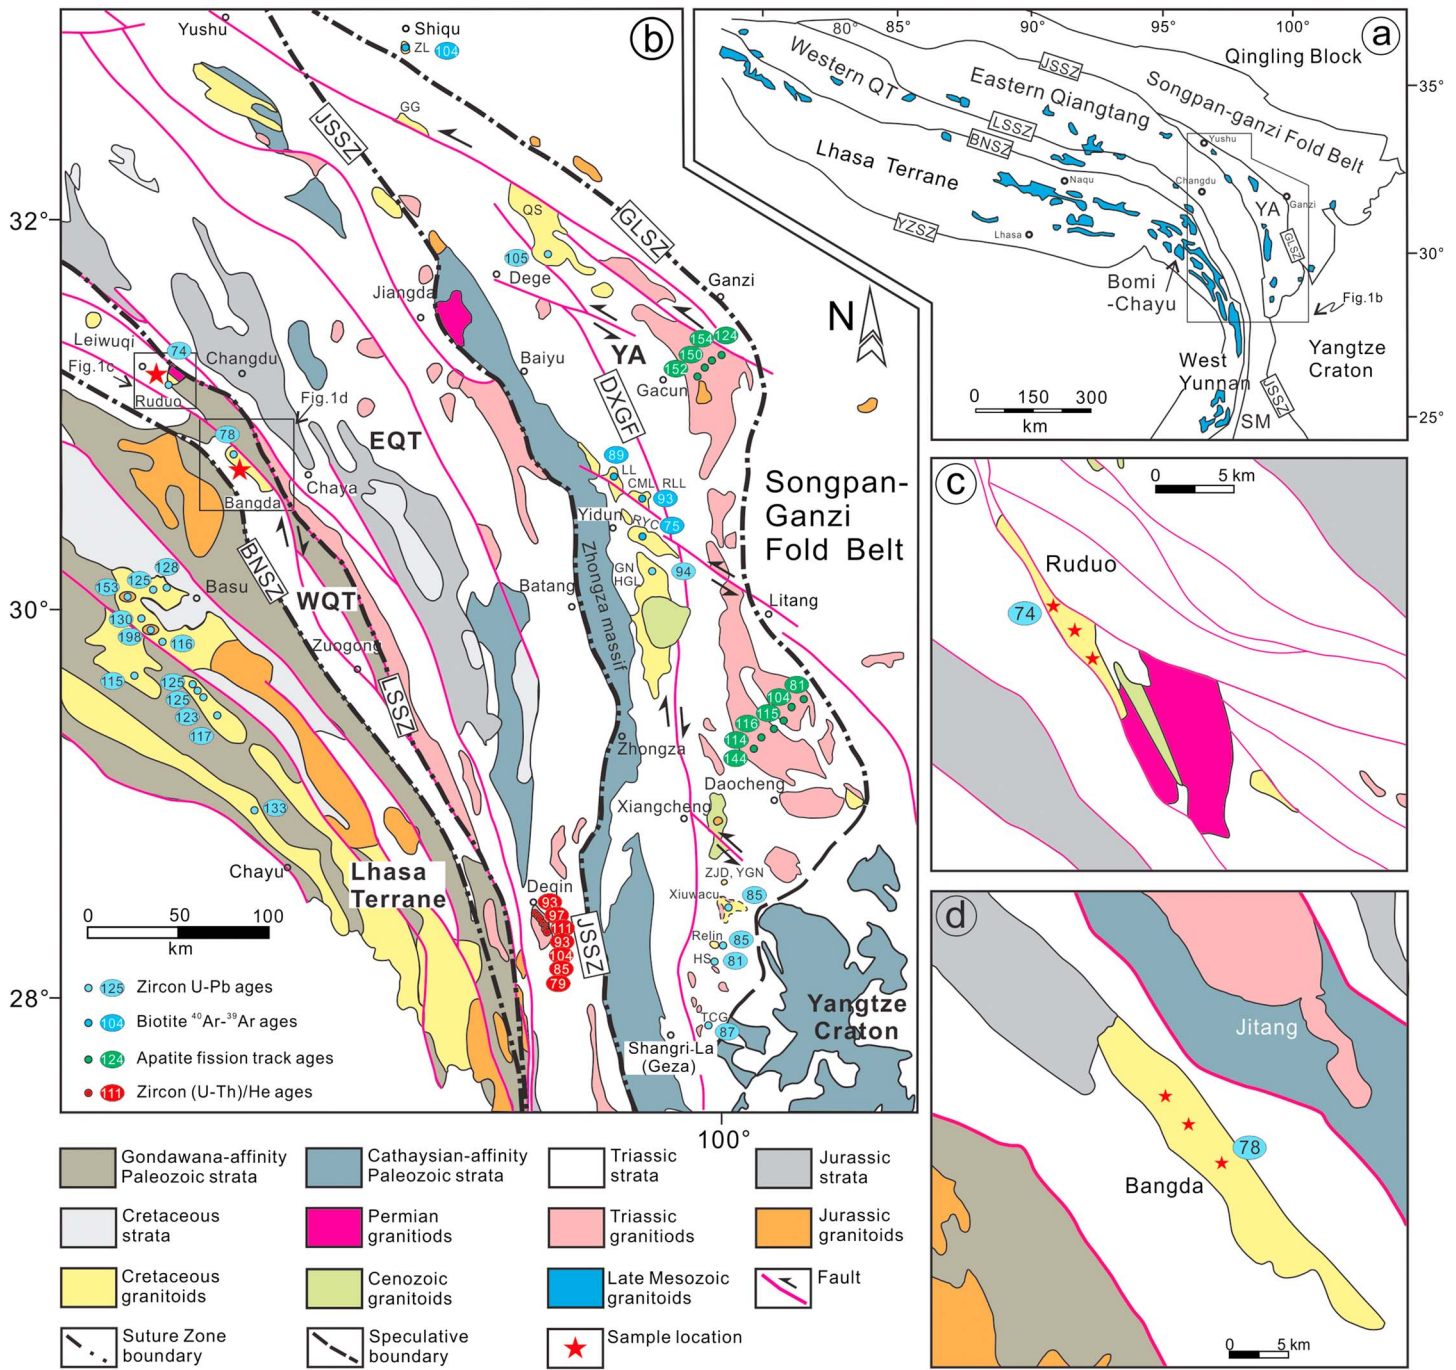 b
Yushu
Shiqu
ZL 104
GG
JSSZ
QS
GLSZ
32°
105
Dege
Jiangda
Ganzi
N
Leiwuqi
74
Changdu
Fig.1c
Ruduo
Fig.1d
Baiyu
YA
154 124
150
152
Gacun
DXGF
EQT
78
Chaya
Bangda
89
LL
CML RLL
93
Yidun
RYC
75
GN
HGL
94
Songpan-
Ganzi
Fold Belt
BNSZ
128
125
153
Basu
WQT
Batang
Zhongza massif
Litang
30°
130
198
116
Zuogong
115
125
125
123
117
LSSZ
81
104
115
116
114
144
Zhongza
Daocheng
Xiangcheng
133
Chayu
Lhasa
Terrane
ZJD, YGN
Xiuwacu
85
Deqin
93
97
111
93
104
85
79
JSSZ
Relin
85
HS
81
0 50 100
km
Yangtze
Craton
TCG
87
Shangri-La
(Geza)
28°
125 Zircon U-Pb ages
104 Biotite ⁴⁰Ar-³⁹Ar ages
124 Apatite fission track ages
111 Zircon (U-Th)/He ages
100°
80° 85° 90° 95° 100°
a
Qingling Block
Western QT
JSSZ
Eastern Qiangtang
Songpan-ganzi Fold Belt
35°
LSSZ
BNSZ
Yushu
Lhasa Terrane
Naqu
Changdu
YA
Ganzi
YZSZ
Lhasa
GLSZ
30°
Bomi
-Chayu
Fig.1b
West
Yunnan
Yangtze
Craton
0 150 300
km
JSSZ
SM
25°
c
0 5 km
Ruduo
74
d
Jitang
78
Bangda
0 5 km
Gondawana-affinity
Paleozoic strata
Cathaysian-affinity
Paleozoic strata
Triassic
strata
Jurassic
strata
Cretaceous
strata
Permian
granitiods
Triassic
granitiods
Jurassic
granitoids
Cretaceous
granitoids
Cenozoic
granitoids
Late Mesozoic
granitoids
Fault
Suture Zone
boundary
Speculative
boundary
Sample location